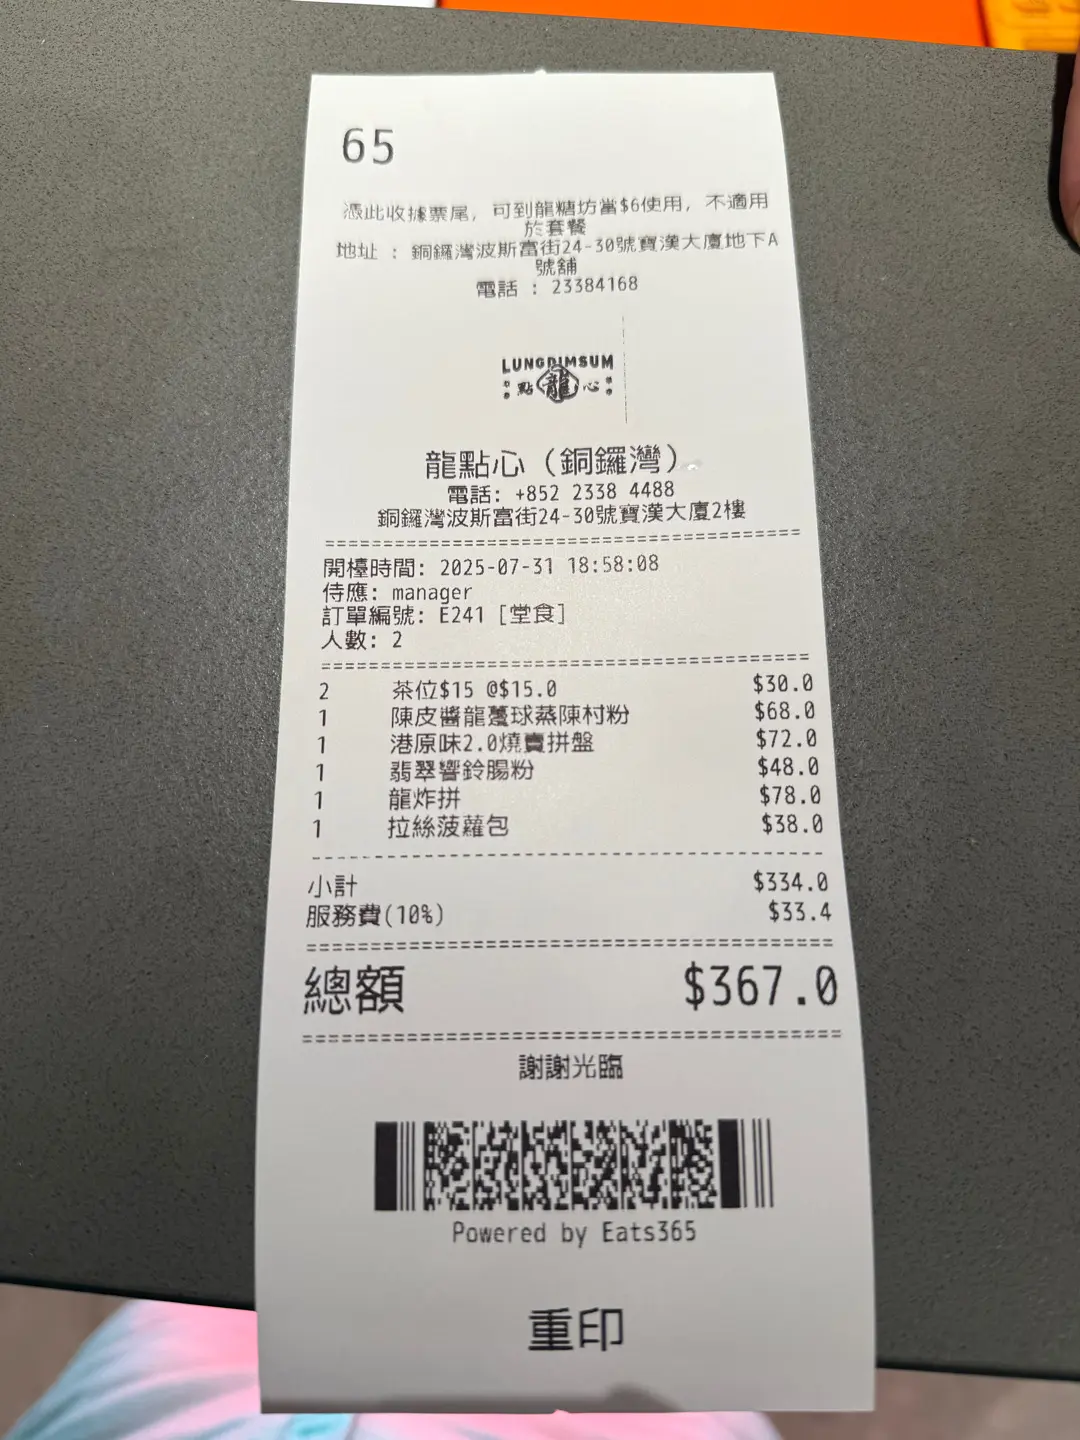 65
憑此收據票尾, 可到龍糖坊當$6使用, 不適用
於套餐
地址 : 銅鑼灣波斯富街24-30號寶漢大廈地下A
號舖
電話 : 23384168
LUNGDIMSUM
點龍心
龍點心（銅鑼灣）
電話: +852 2338 4488
銅鑼灣波斯富街24-30號寶漢大廈2樓
開檯時間: 2025-07-31 18:58:08
侍應: manager
訂單編號: E241 [堂食]
人數: 2
2 茶位$15 @$15.0 $30.0
1 陳皮醬龍躉球蒸陳村粉 $68.0
1 港原味2.0燒賣拼盤 $72.0
1 翡翠響鈴腸粉 $48.0
1 龍炸拼 $78.0
1 拉絲菠蘿包 $38.0
小計 $334.0
服務費(10%) $33.4
總額 $367.0
謝謝光臨
Powered by Eats365
重印